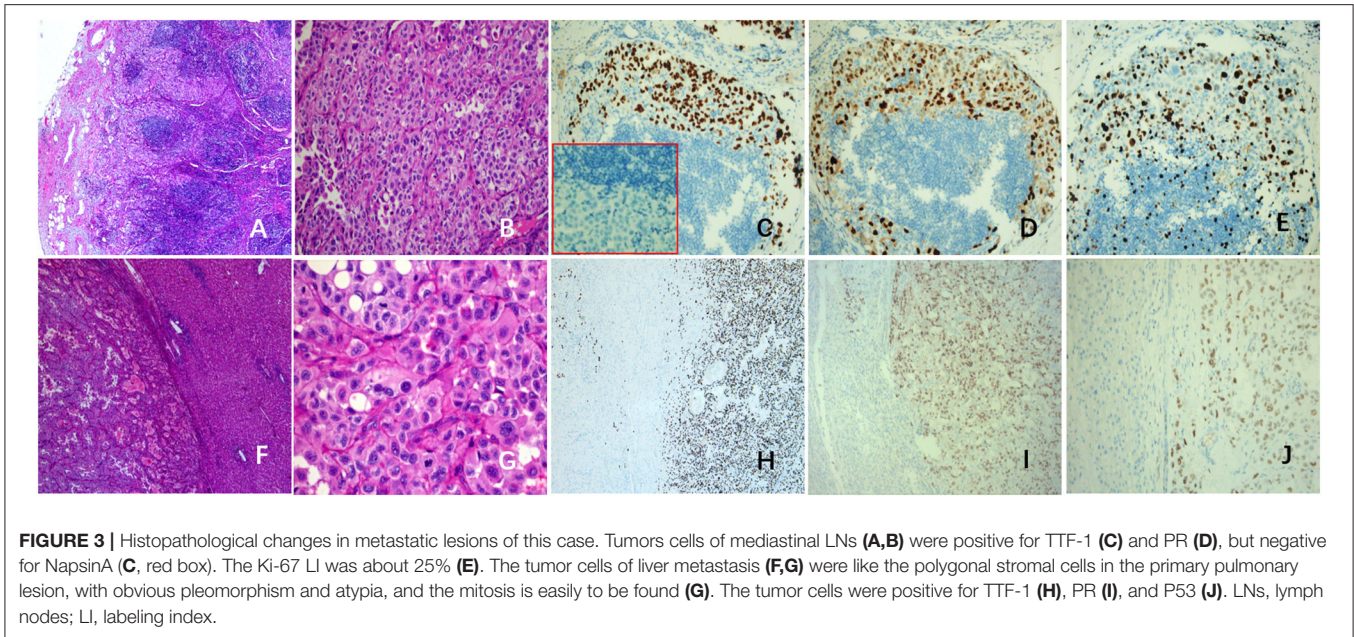 A
B
C
D
E
F
G
H
I
J
FIGURE 3 | Histopathological changes in metastatic lesions of this case. Tumors cells of mediastinal LNs (A,B) were positive for TTF-1 (C) and PR (D), but negative
for NapsinA (C, red box). The Ki-67 LI was about 25% (E). The tumor cells of liver metastasis (F,G) were like the polygonal stromal cells in the primary pulmonary
lesion, with obvious pleomorphism and atypia, and the mitosis is easily to be found (G). The tumor cells were positive for TTF-1 (H), PR (I), and P53 (J). LNs, lymph
nodes; LI, labeling index.